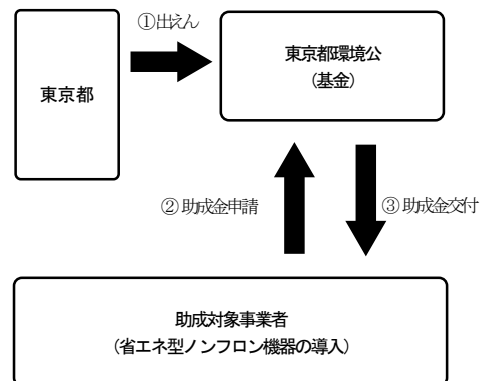 ①出えん
東京都
東京都環境公
（基金）
②助成金申請
③助成金交付
助成対象事業者
（省エネ型ノンフロン機器の導入）